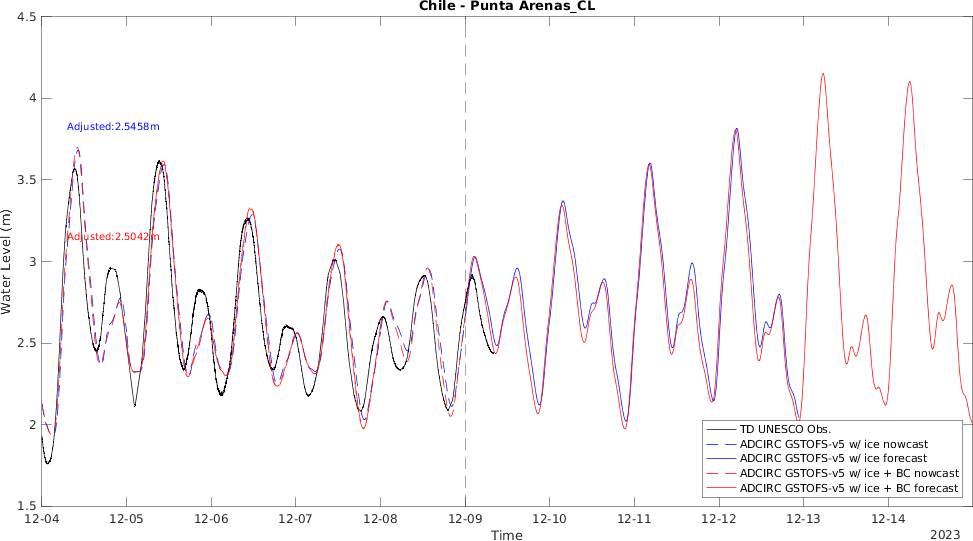 Chile - Punta Arenas_CL
4.5
4
3.5
3
2.5
2
1.5
Water Level (m)
Adjusted:2.5458m
Adjusted:2.5042m
TD UNESCO Obs.
ADCIRC GSTOFS-v5 w/ ice nowcast
ADCIRC GSTOFS-v5 w/ ice forecast
ADCIRC GSTOFS-v5 w/ ice + BC nowcast
ADCIRC GSTOFS-v5 w/ ice + BC forecast
12-04 12-05 12-06 12-07 12-08 12-09 12-10 12-11 12-12 12-13 12-14
Time
2023